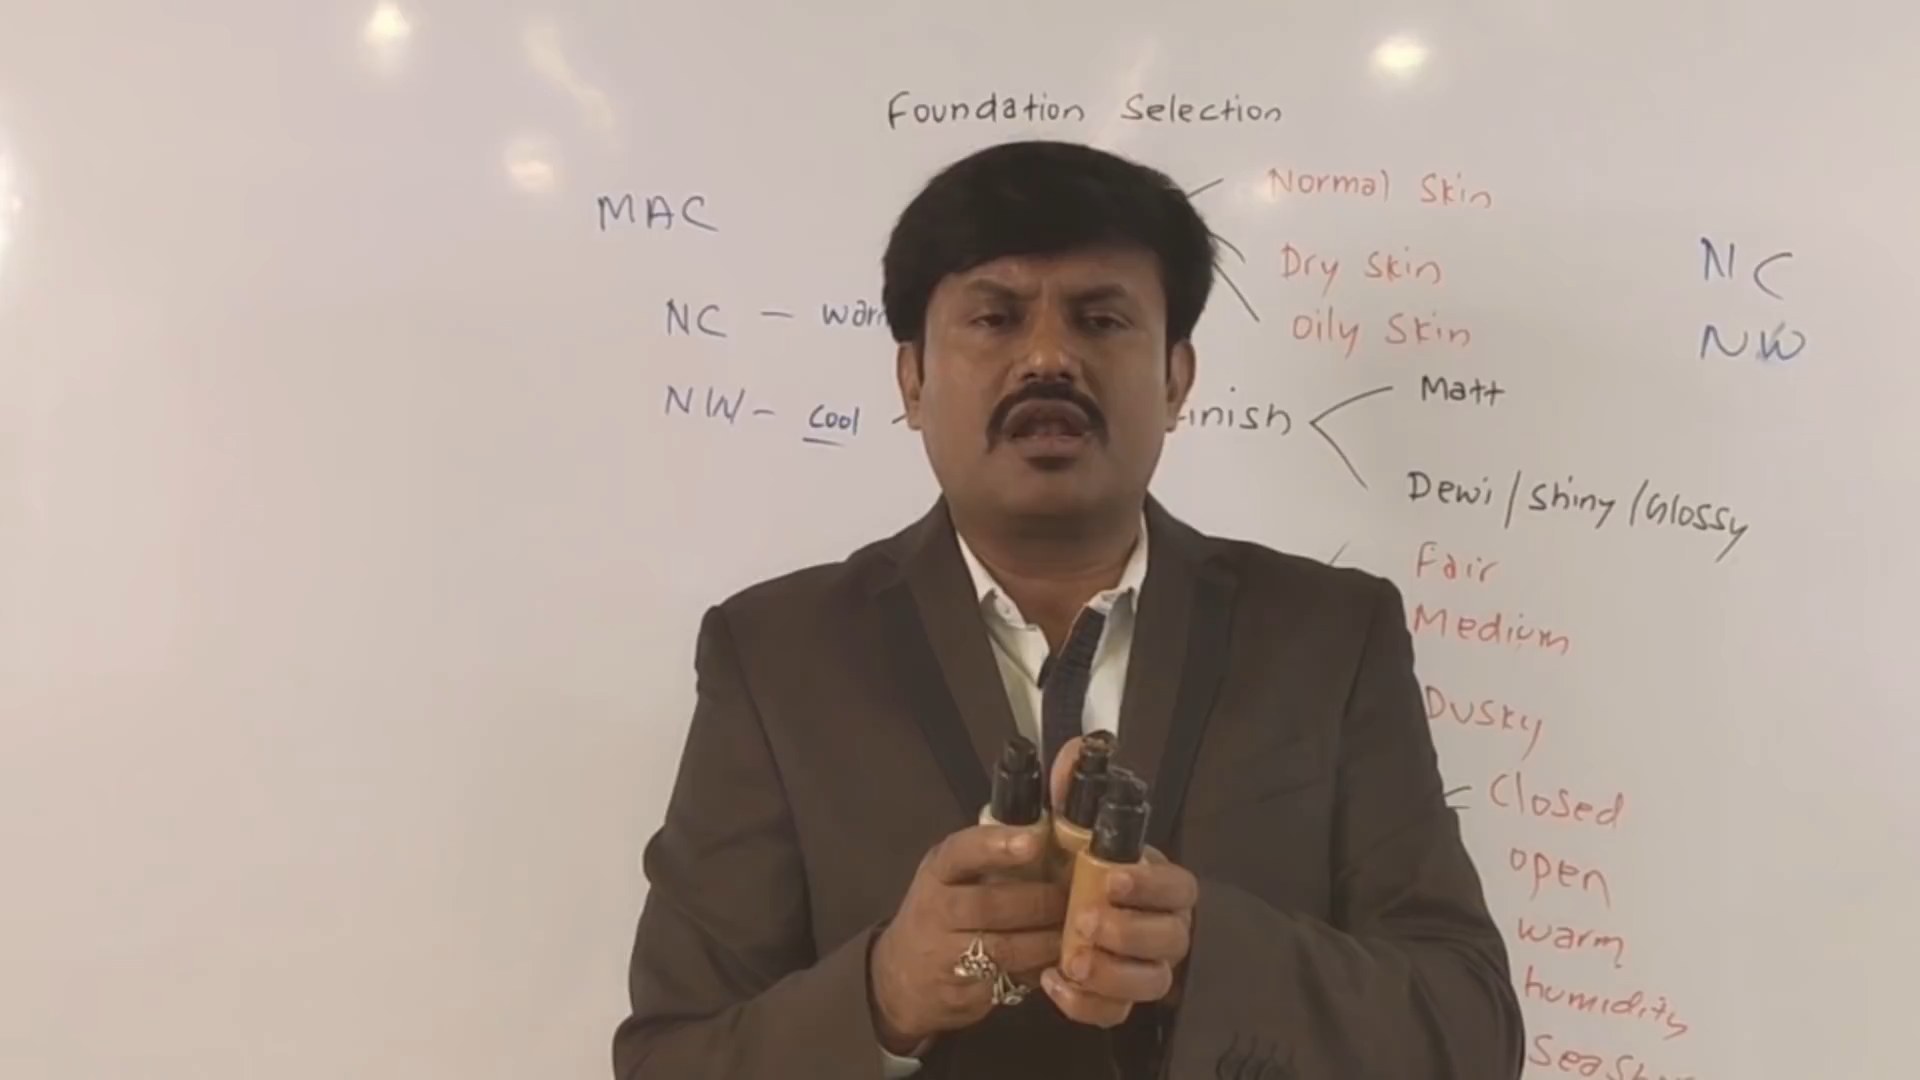 Foundation Selection
Normal Skin
MAC
Dry Skin
NC
NC - warm
Oily Skin
NW
NW - cool
Finish
Matt
Dewi / Shiny / Glossy
Fair
Medium
Dusky
Closed
open
warm
humidity